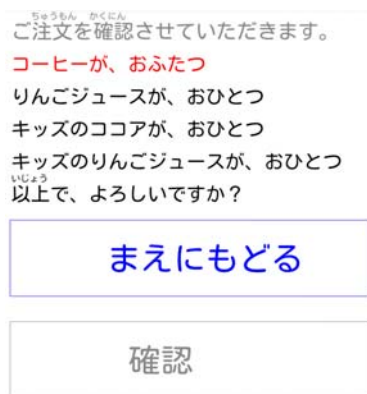 ご注文を確認させていただきます。
コーヒーが、おふたつ
りんごジュースが、おひとつ
キッズのココアが、おひとつ
キッズのりんごジュースが、おひとつ
以上で、よろしいですか？
まえにもどる
確認